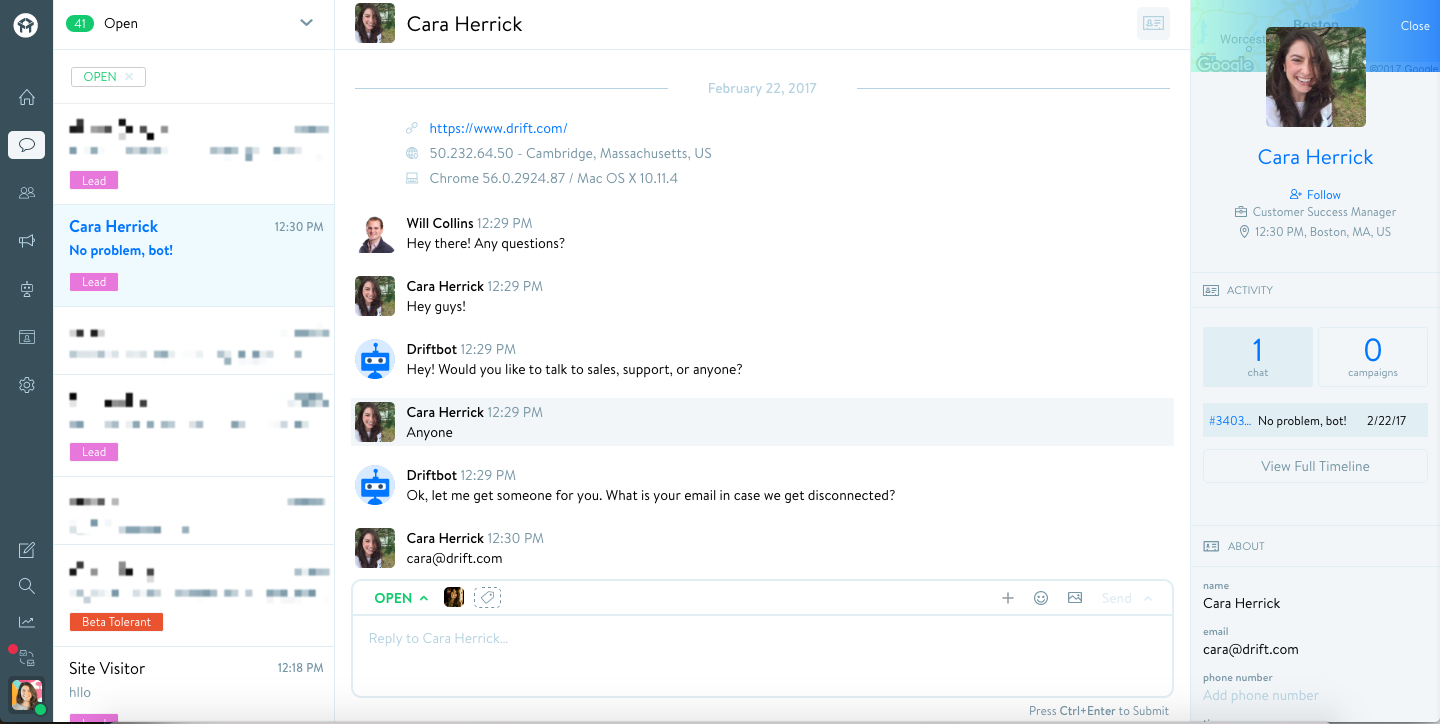 41 Open
OPEN ×
Lead
Cara Herrick 12:30 PM
No problem, bot!
Lead
Lead
Beta Tolerant
Site Visitor 12:18 PM
hllo
Cara Herrick
February 22, 2017
https://www.drift.com/
50.232.64.50 - Cambridge, Massachusetts, US
Chrome 56.0.2924.87 / Mac OS X 10.11.4
Will Collins 12:29 PM
Hey there! Any questions?
Cara Herrick 12:29 PM
Hey guys!
Driftbot 12:29 PM
Hey! Would you like to talk to sales, support, or anyone?
Cara Herrick 12:29 PM
Anyone
Driftbot 12:29 PM
Ok, let me get someone for you. What is your email in case we get disconnected?
Cara Herrick 12:30 PM
cara@drift.com
OPEN
Send
Reply to Cara Herrick...
Press Ctrl+Enter to Submit
Boston
Close
Worcest
Google
©2017 Google
Cara Herrick
Follow
Customer Success Manager
12:30 PM, Boston, MA, US
ACTIVITY
1
chat
0
campaigns
#3403... No problem, bot! 2/22/17
View Full Timeline
ABOUT
name
Cara Herrick
email
cara@drift.com
phone number
Add phone number